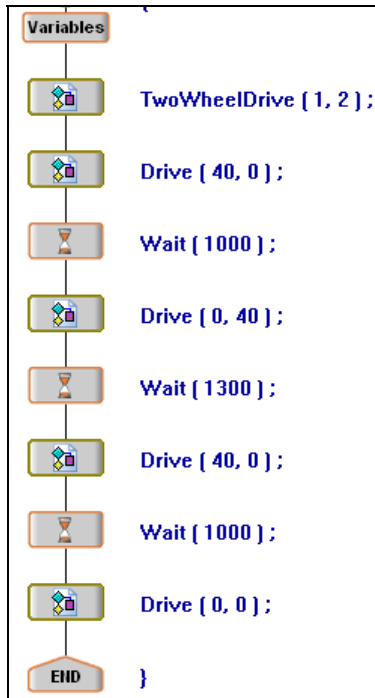 Variables
TwoWheelDrive ( 1, 2 ) ;
Drive ( 40, 0 ) ;
Wait ( 1000 ) ;
Drive ( 0, 40 ) ;
Wait ( 1300 ) ;
Drive ( 40, 0 ) ;
Wait ( 1000 ) ;
Drive ( 0, 0 ) ;
END }